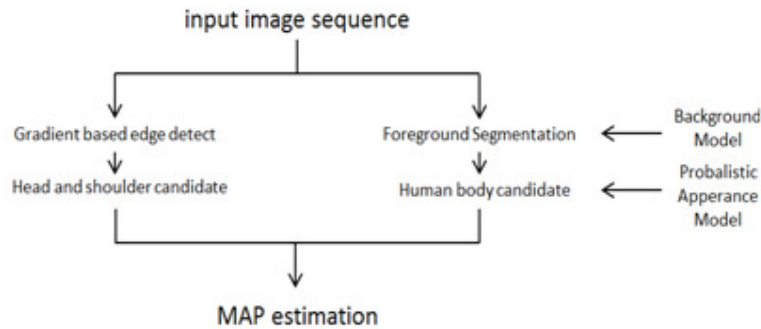 input image sequence
Gradient based edge detect
Foreground Segmentation
Background
Model
Head and shoulder candidate
Human body candidate
Probalistic
Apperance
Model
MAP estimation